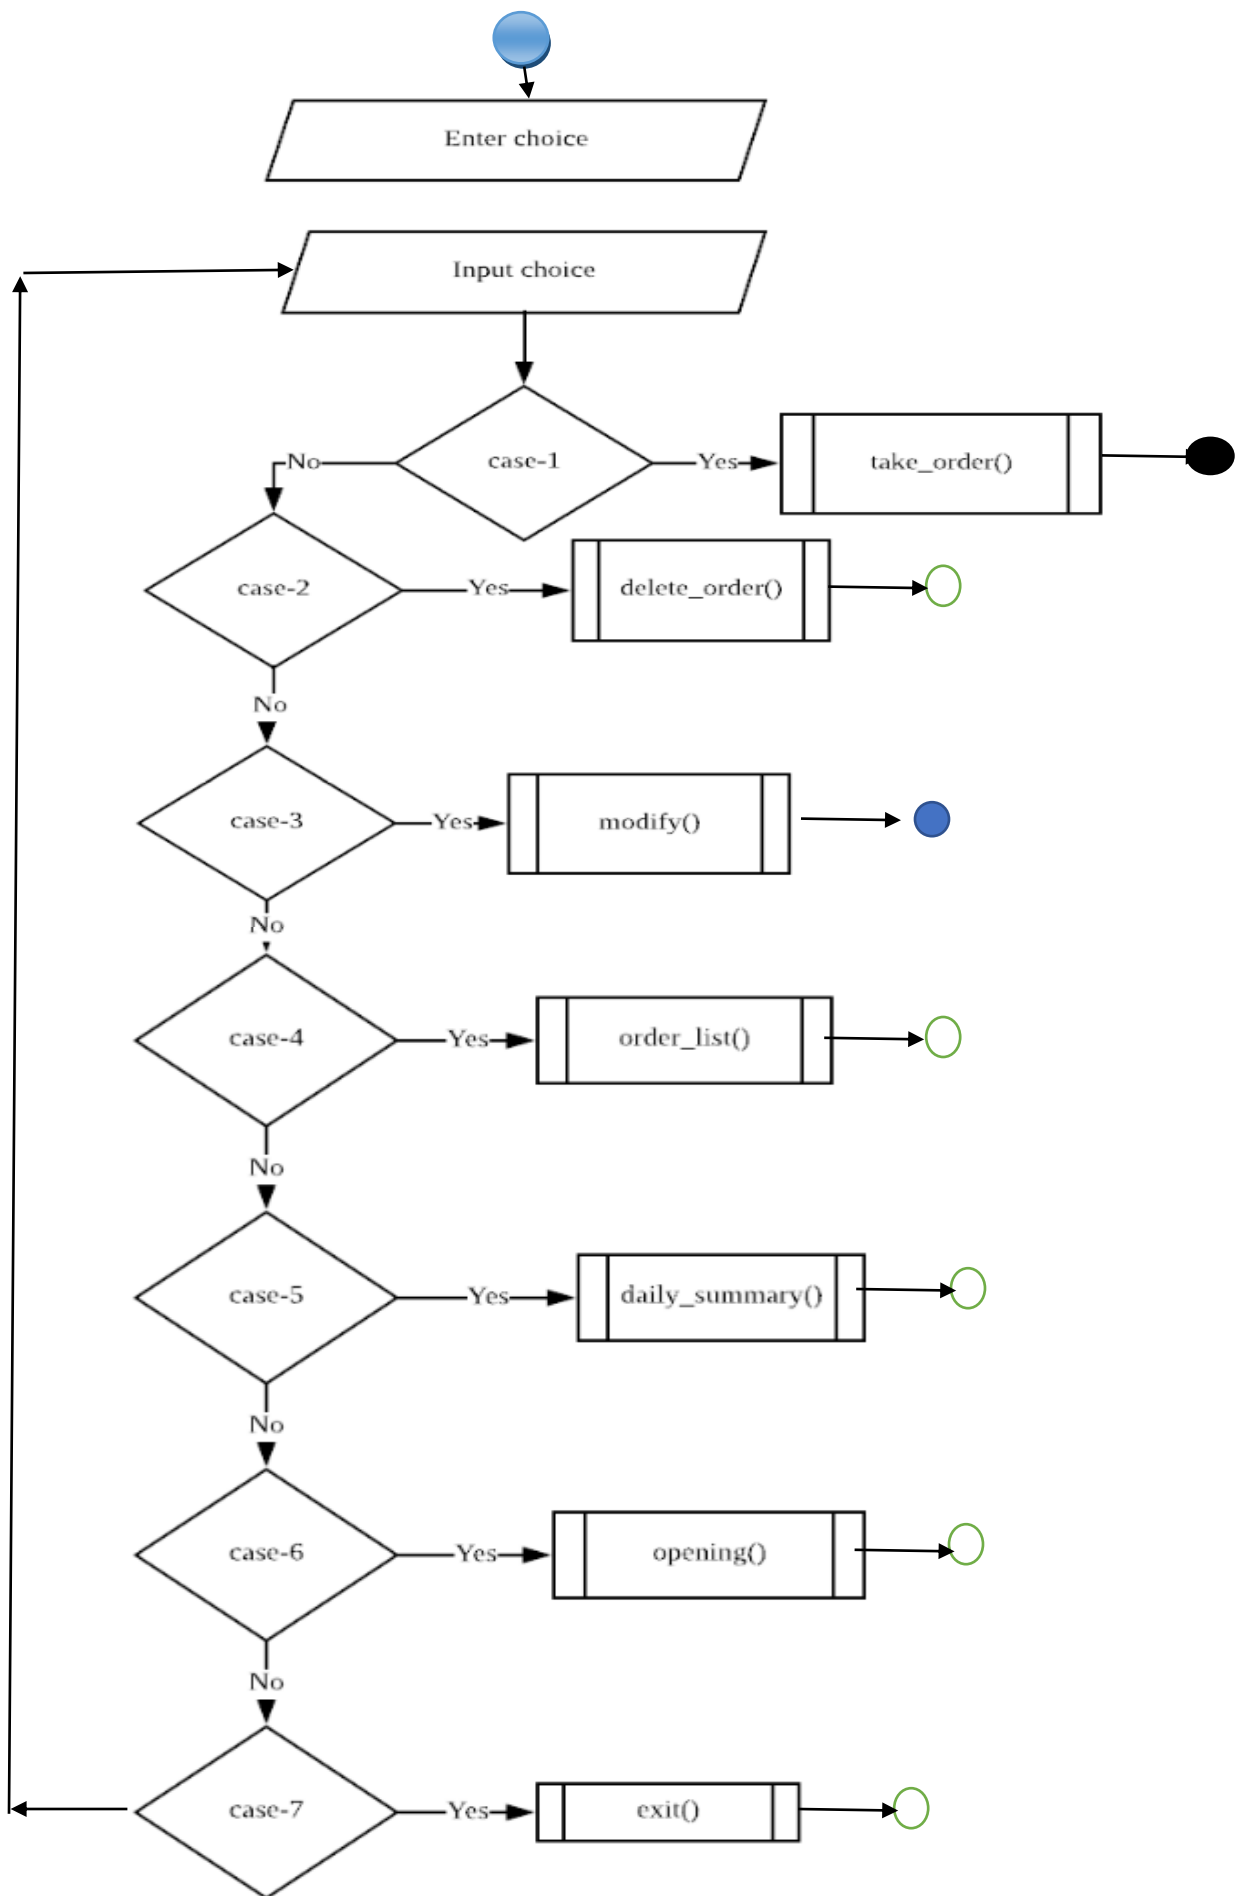 Enter choice
Input choice
case-1
Yes
take_order()
No
case-2
Yes
delete_order()
No
case-3
Yes
modify()
No
case-4
Yes
order_list()
No
case-5
Yes
daily_summary()
No
case-6
Yes
opening()
No
case-7
Yes
exit()